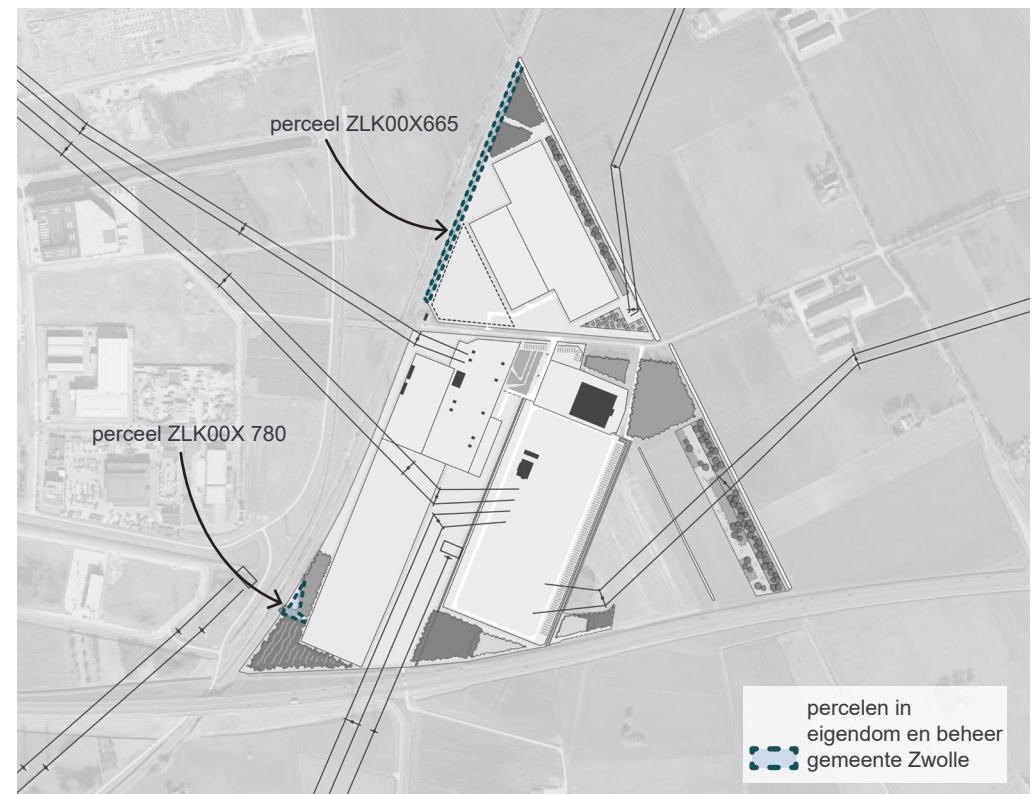 perceel ZLK00X665
perceel ZLK00X 780
percelen in
eigendom en beheer
gemeente Zwolle